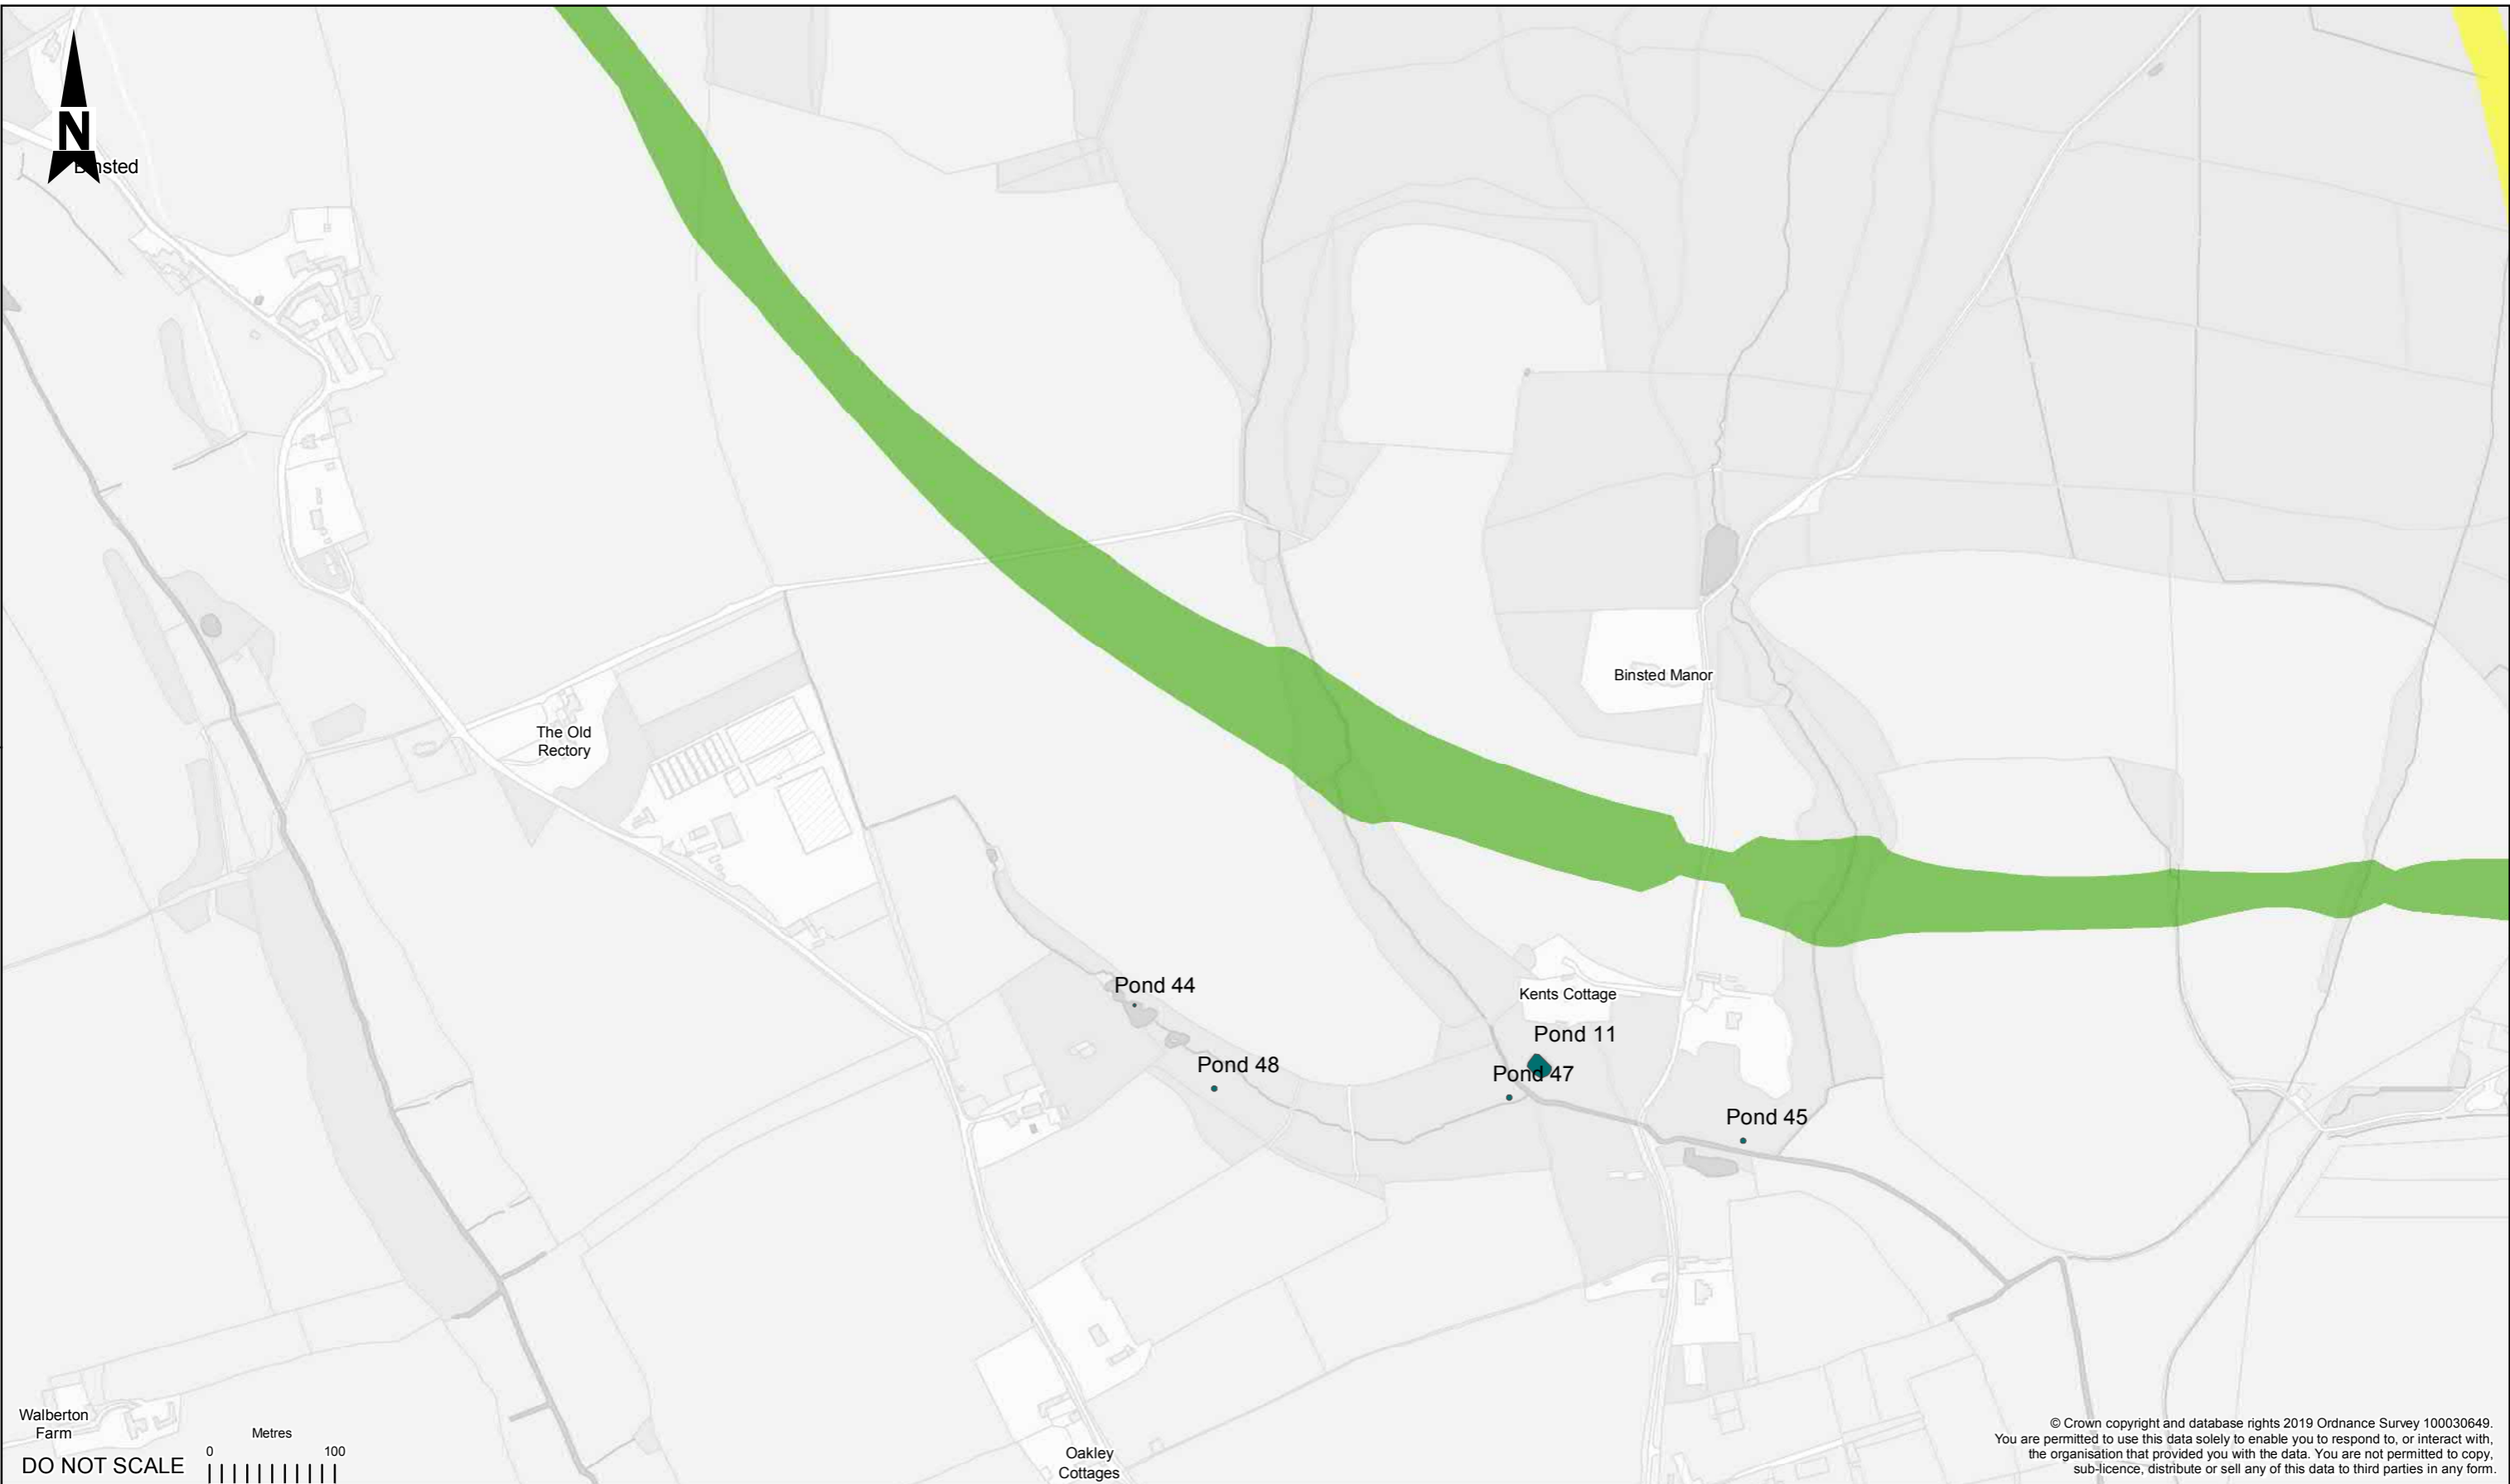 N
Binsted
Binsted Manor
The Old
Rectory
Pond 44
Kents Cottage
Pond 11
Pond 48
Pond 47
Pond 45
Walberton
Farm
Metres
0 100
DO NOT SCALE
Oakley
Cottages
© Crown copyright and database rights 2019 Ordnance Survey 100030649.
You are permitted to use this data solely to enable you to respond to, or interact with,
the organisation that provided you with the data. You are not permitted to copy,
sub-licence, distribute or sell any of this data to third parties in any form.